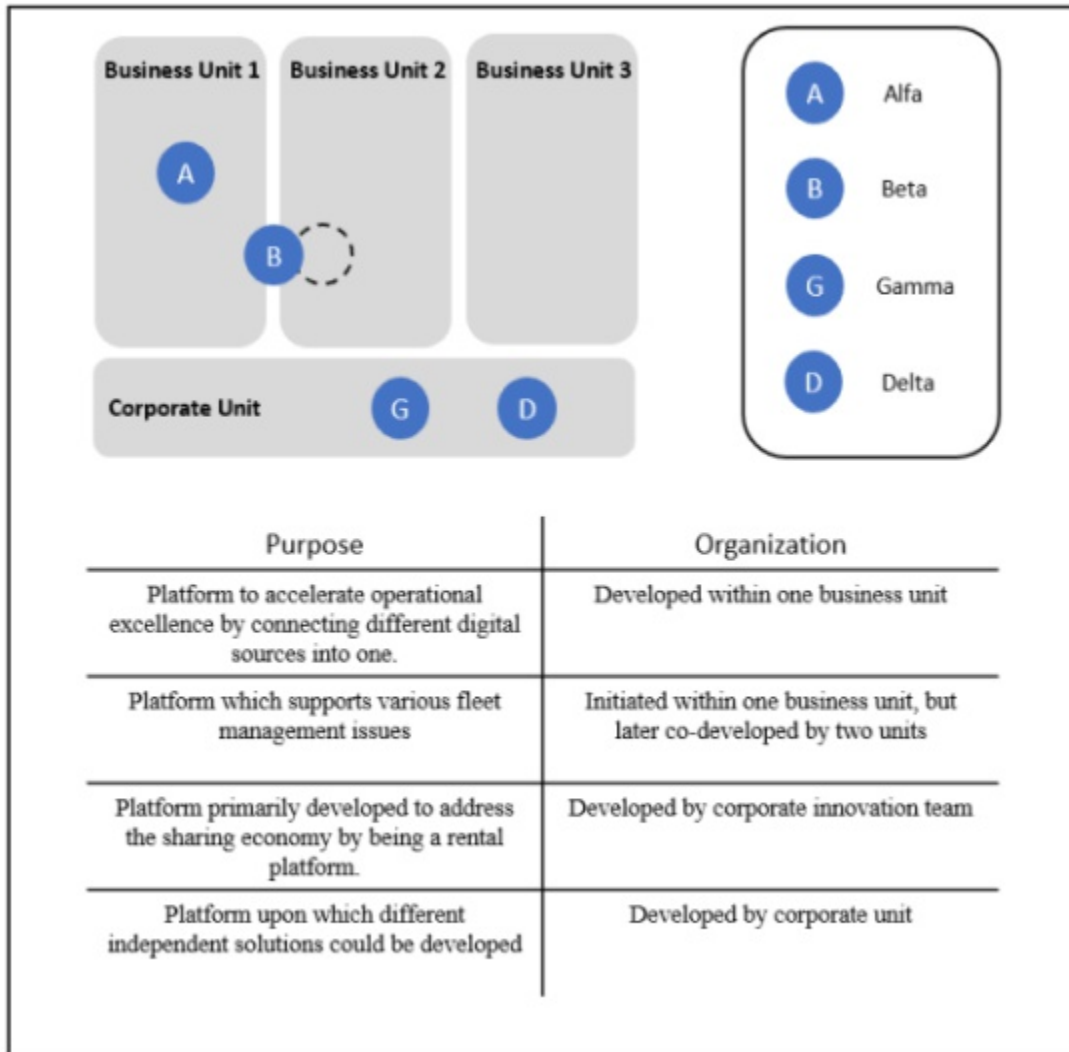 Business Unit 1
Business Unit 2
Business Unit 3
A
B
Corporate Unit
G
D
A
Alfa
B
Beta
G
Gamma
D
Delta
Purpose
Organization
Platform to accelerate operational
excellence by connecting different digital
sources into one.
Developed within one business unit
Platform which supports various fleet
management issues
Initiated within one business unit, but
later co-developed by two units
Platform primarily developed to address
the sharing economy by being a rental
platform.
Developed by corporate innovation team
Platform upon which different
independent solutions could be developed
Developed by corporate unit